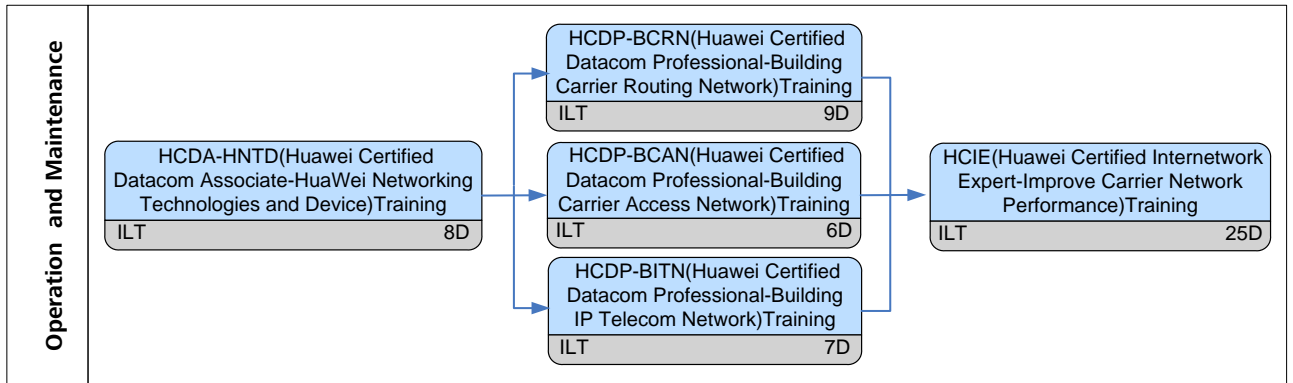 Operation and Maintenance
HCDA-HNTD(Huawei Certified
Datacom Associate-HuaWei Networking
Technologies and Device)Training
ILT 8D
HCDP-BCRN(Huawei Certified
Datacom Professional-Building
Carrier Routing Network)Training
ILT 9D
HCDP-BCAN(Huawei Certified
Datacom Professional-Building
Carrier Access Network)Training
ILT 6D
HCDP-BITN(Huawei Certified
Datacom Professional-Building
IP Telecom Network)Training
ILT 7D
HCIE(Huawei Certified Internetwork
Expert-Improve Carrier Network
Performance)Training
ILT 25D